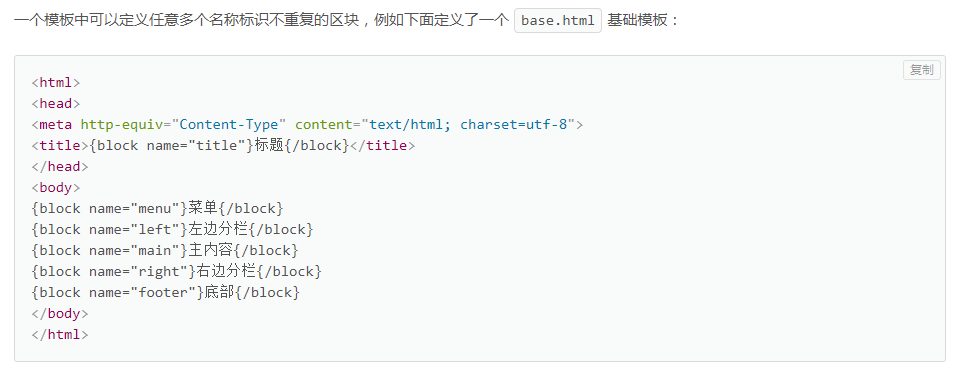 一个模板中可以定义任意多个名称标识不重复的区块，例如下面定义了一个 base.html 基础模板：
复制
<html>
<head>
<meta http-equiv="Content-Type" content="text/html; charset=utf-8">
<title>{block name="title"}标题{/block}</title>
</head>
<body>
{block name="menu"}菜单{/block}
{block name="left"}左边分栏{/block}
{block name="main"}主内容{/block}
{block name="right"}右边分栏{/block}
{block name="footer"}底部{/block}
</body>
</html>